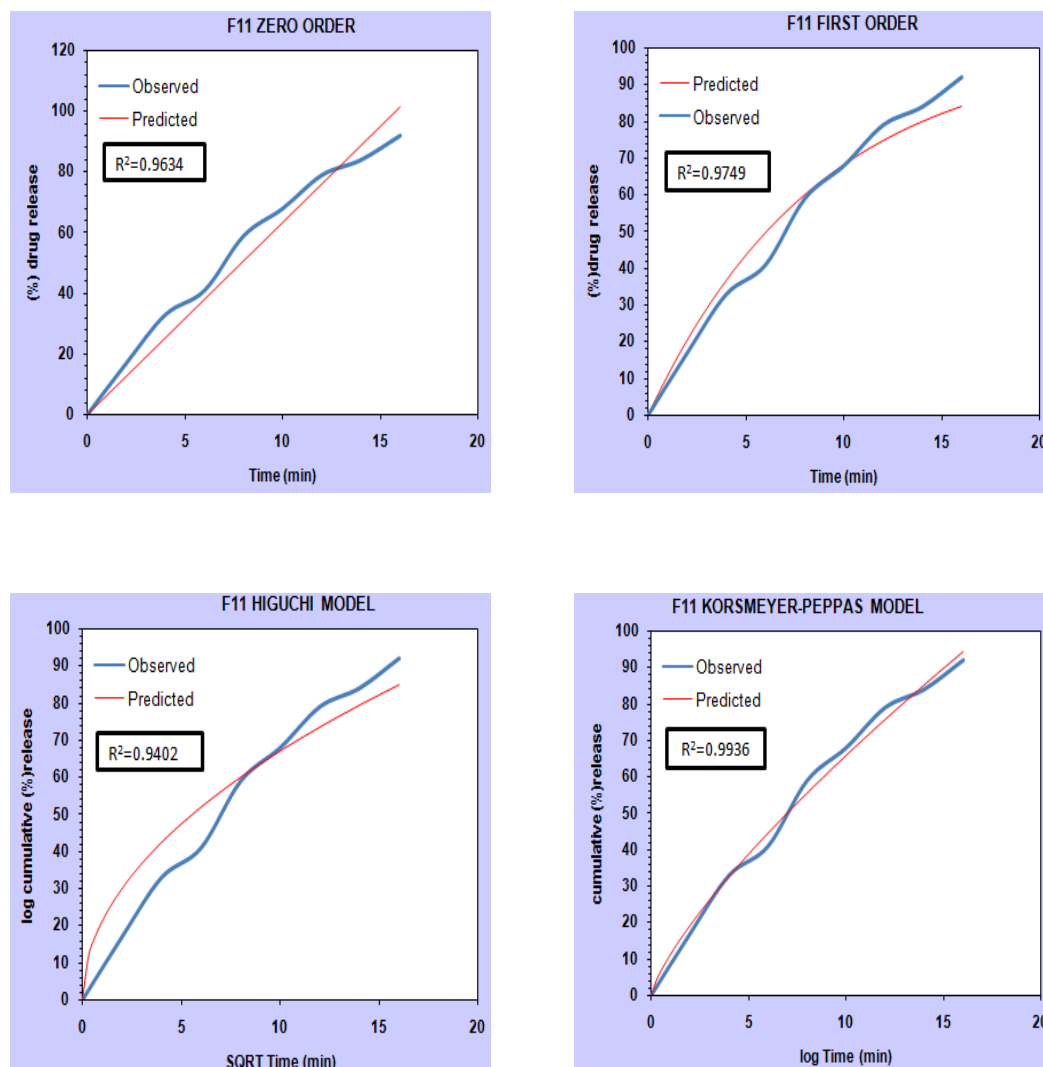 F11 ZERO ORDER
120
100
80
60
40
20
0
(%) drug release
Observed
Predicted
R²=0.9634
0 5 10 15 20
Time (min)
F11 FIRST ORDER
100
90
80
70
60
50
40
30
20
10
0
(%)drug release
Predicted
Observed
R²=0.9749
0 5 10 15 20
Time (min)
F11 HIGUCHI MODEL
100
90
80
70
60
50
40
30
20
10
0
log cumulative (%)release
Observed
Predicted
R²=0.9402
0 5 10 15 20
SQRT Time (min)
F11 KORSMEYER-PEPPAS MODEL
100
90
80
70
60
50
40
30
20
10
0
cumulative (%)release
Observed
Predicted
R²=0.9936
0 5 10 15 20
log Time (min)